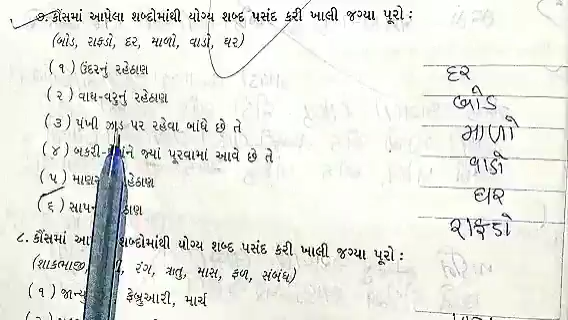 ૭. કૌંસમાં આપેલા શબ્દોમાંથી યોગ્ય શબ્દ પસંદ કરી ખાલી જગ્યા પૂરો :
(બોડ, રાફડો, દર, માળો, વાડો, ઘર)
(૧) ઉંદરનું રહેઠાણ દર
(૨) વાઘ-વરુનું રહેઠાણ બોડ
(૩) પંખી ઝાડ પર રહેવા બાંધે છે તે માળો
(૪) બકરી- ને જ્યાં પૂરવામાં આવે છે તે વાડો
(૫) માણસ હેઠાણ ઘર
(૬) સાપન ઠાણ રાફડો
૮. કૌંસમાં આ શબ્દોમાંથી યોગ્ય શબ્દ પસંદ કરી ખાલી જગ્યા પૂરો :
(શાકભાજી, રંગ, ઋતુ, માસ, ફળ, સંબંધ)
(૧) જાન્યુ ફેબ્રુઆરી, માર્ચ